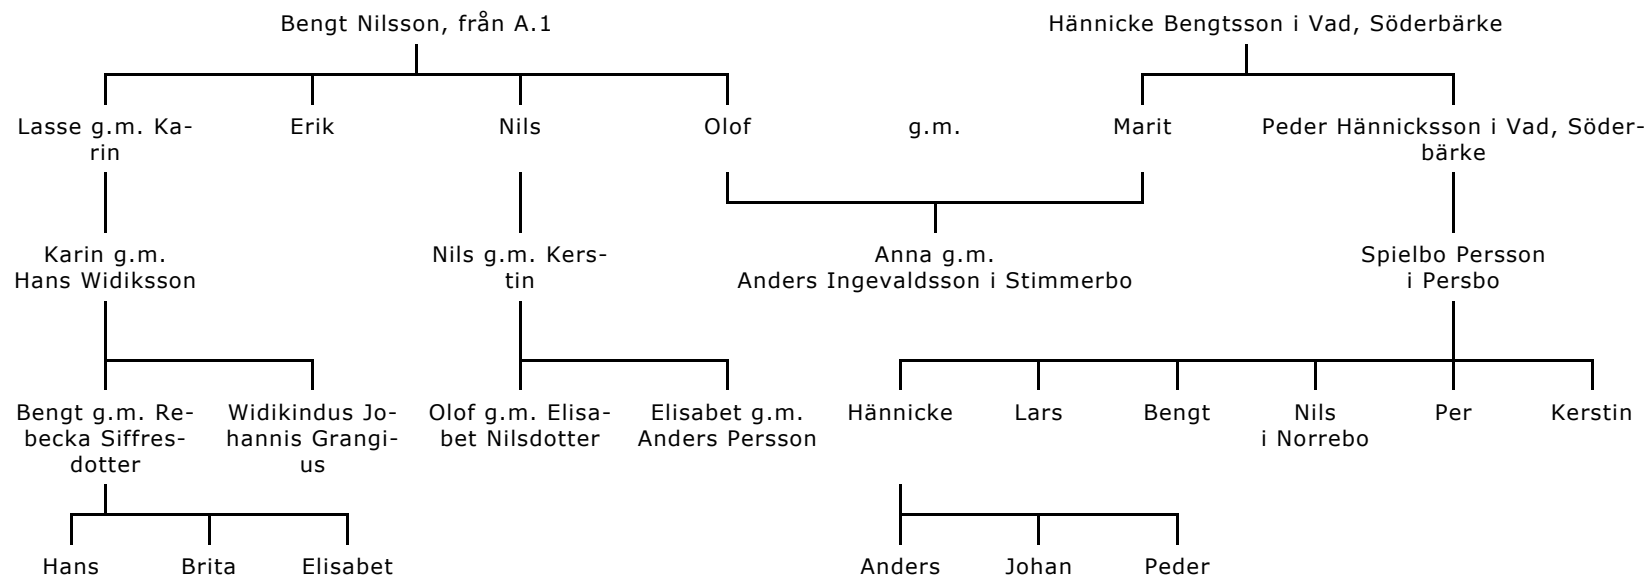 Bengt Nilsson, från A.1
Hännicke Bengtsson i Vad, Söderbärke
Lasse g.m. Ka-
rin
Erik
Nils
Olof
g.m.
Marit
Peder Hännicksson i Vad, Söder-
bärke
Karin g.m.
Hans Widiksson
Nils g.m. Kers-
tin
Anna g.m.
Anders Ingevaldsson i Stimmerbo
Spielbo Persson
i Persbo
Bengt g.m. Re-
becka Siffres-
dotter
Widikindus Jo-
hannis Grangi-
us
Olof g.m. Elisa-
bet Nilsdotter
Elisabet g.m.
Anders Persson
Hännicke
Lars
Bengt
Nils
i Norrebo
Per
Kerstin
Hans
Brita
Elisabet
Anders
Johan
Peder